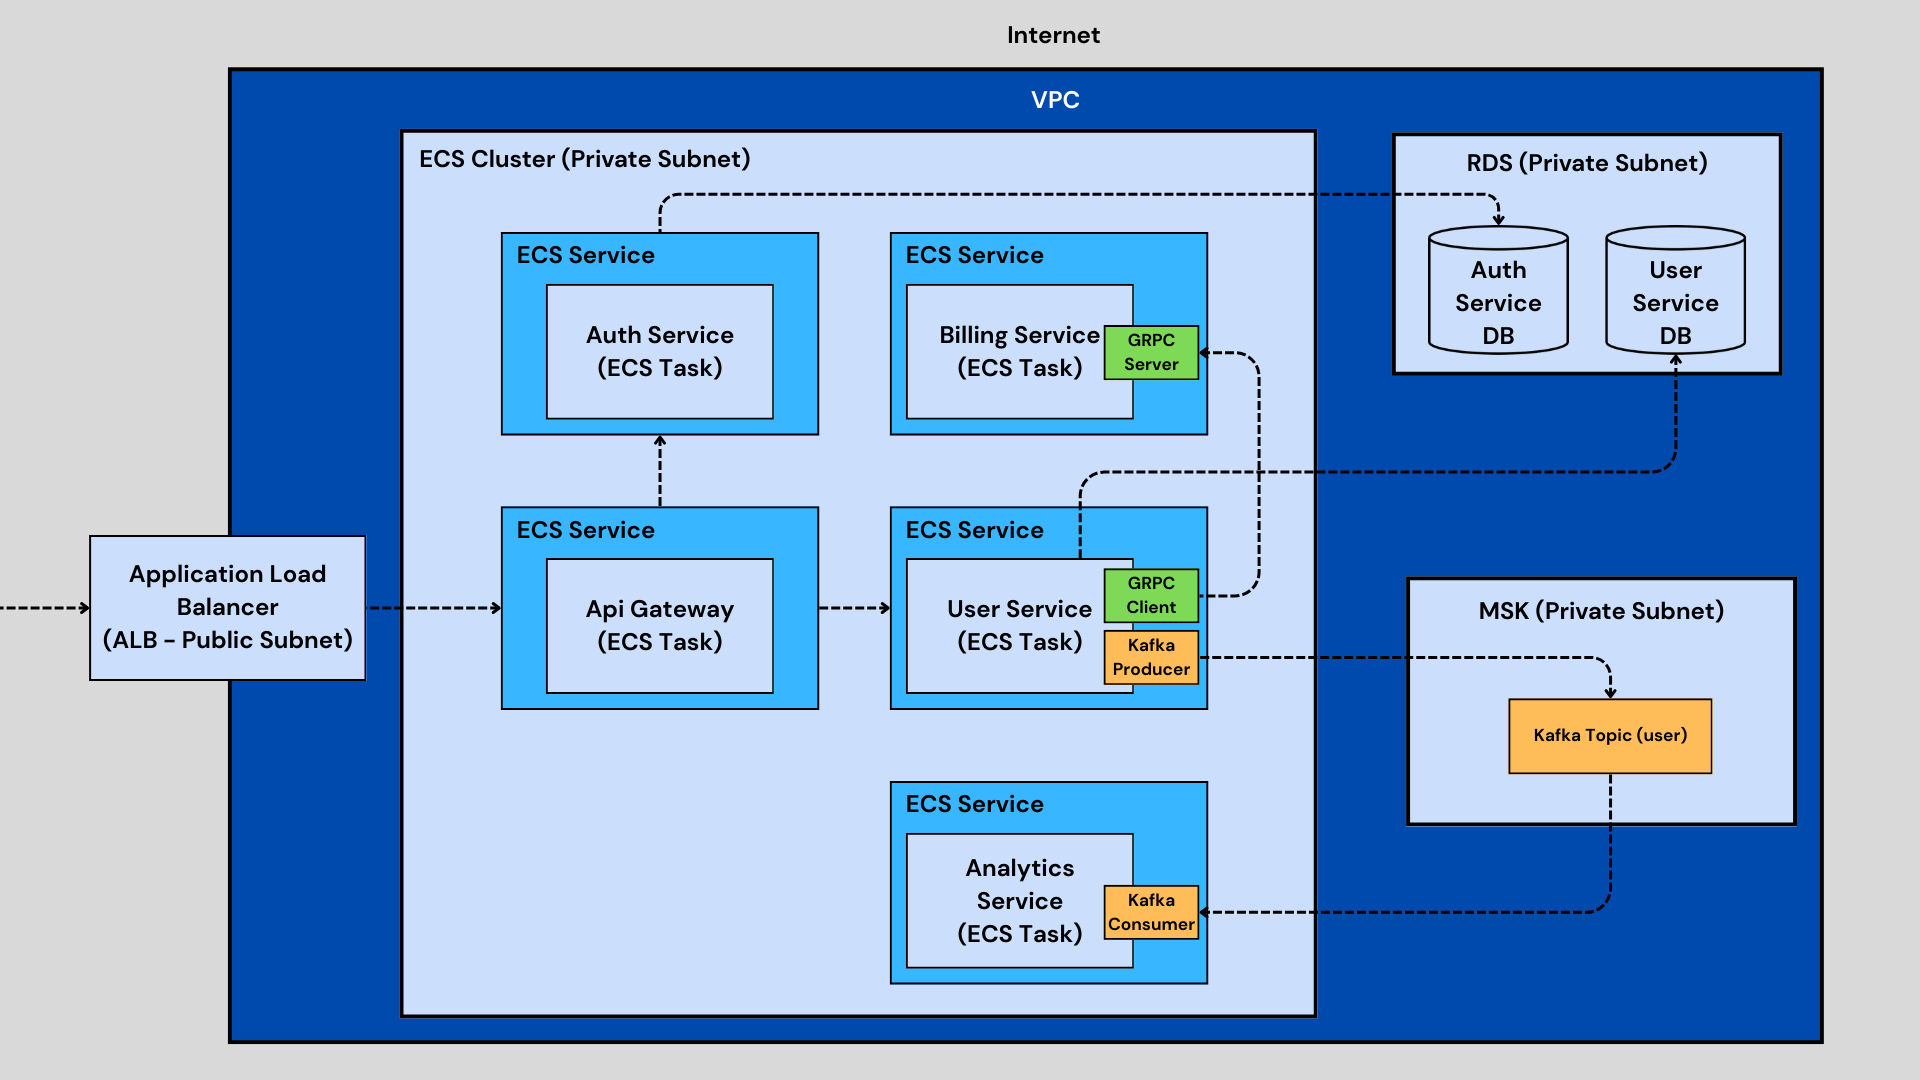 Internet
VPC
ECS Cluster (Private Subnet)
RDS (Private Subnet)
ECS Service
Auth Service
(ECS Task)
ECS Service
Billing Service
(ECS Task)
GRPC
Server
Auth
Service
DB
User
Service
DB
Application Load
Balancer
(ALB - Public Subnet)
ECS Service
Api Gateway
(ECS Task)
ECS Service
User Service
(ECS Task)
GRPC
Client
Kafka
Producer
MSK (Private Subnet)
Kafka Topic (user)
ECS Service
Analytics
Service
(ECS Task)
Kafka
Consumer